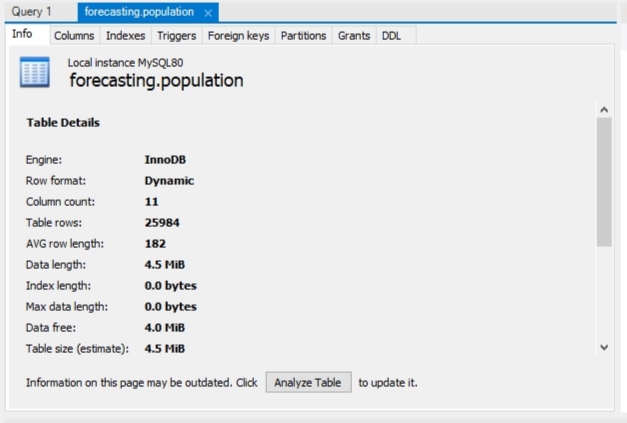 Query 1
forecasting.population ×
Info Columns Indexes Triggers Foreign keys Partitions Grants DDL
Local instance MySQL80
forecasting.population
Table Details
Engine: InnoDB
Row format: Dynamic
Column count: 11
Table rows: 25984
AVG row length: 182
Data length: 4.5 MiB
Index length: 0.0 bytes
Max data length: 0.0 bytes
Data free: 4.0 MiB
Table size (estimate): 4.5 MiB
Information on this page may be outdated. Click Analyze Table to update it.